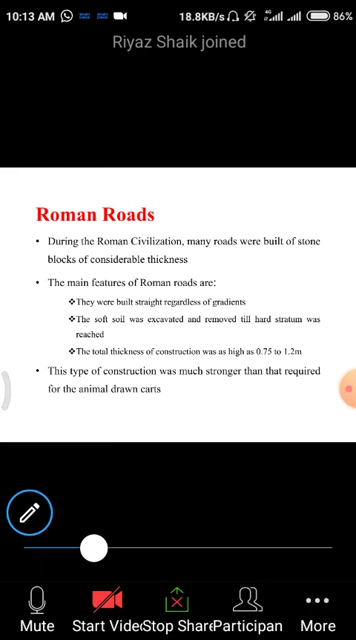 10:13 AM 18.8KB/s 4G 86%
Riyaz Shaik joined
Roman Roads
• During the Roman Civilization, many roads were built of stone
blocks of considerable thickness
• The main features of Roman roads are:
❖They were built straight regardless of gradients
❖The soft soil was excavated and removed till hard stratum was
reached
❖The total thickness of construction was as high as 0.75 to 1.2m
• This type of construction was much stronger than that required
for the animal drawn carts
Mute Start Vide Stop Share Participan More